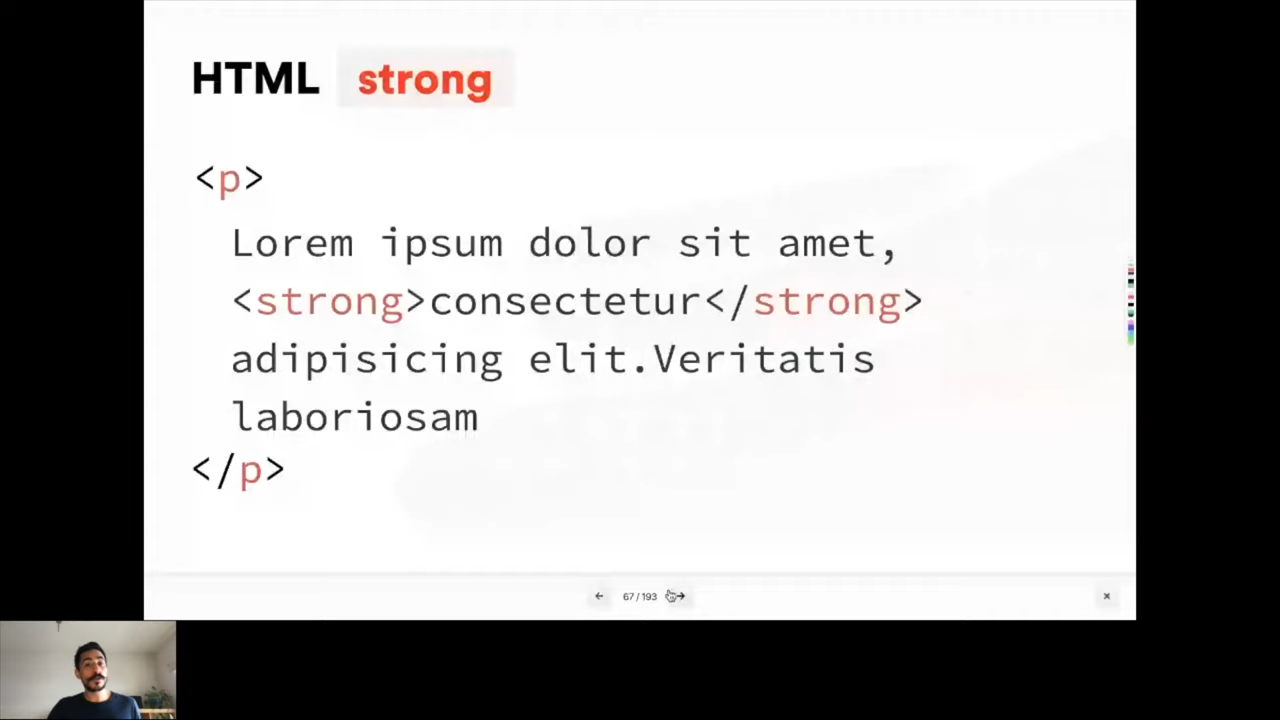 HTML strong
<p>
Lorem ipsum dolor sit amet,
<strong>consectetur</strong>
adipisicing elit.Veritatis
laboriosam
</p>
67 / 193